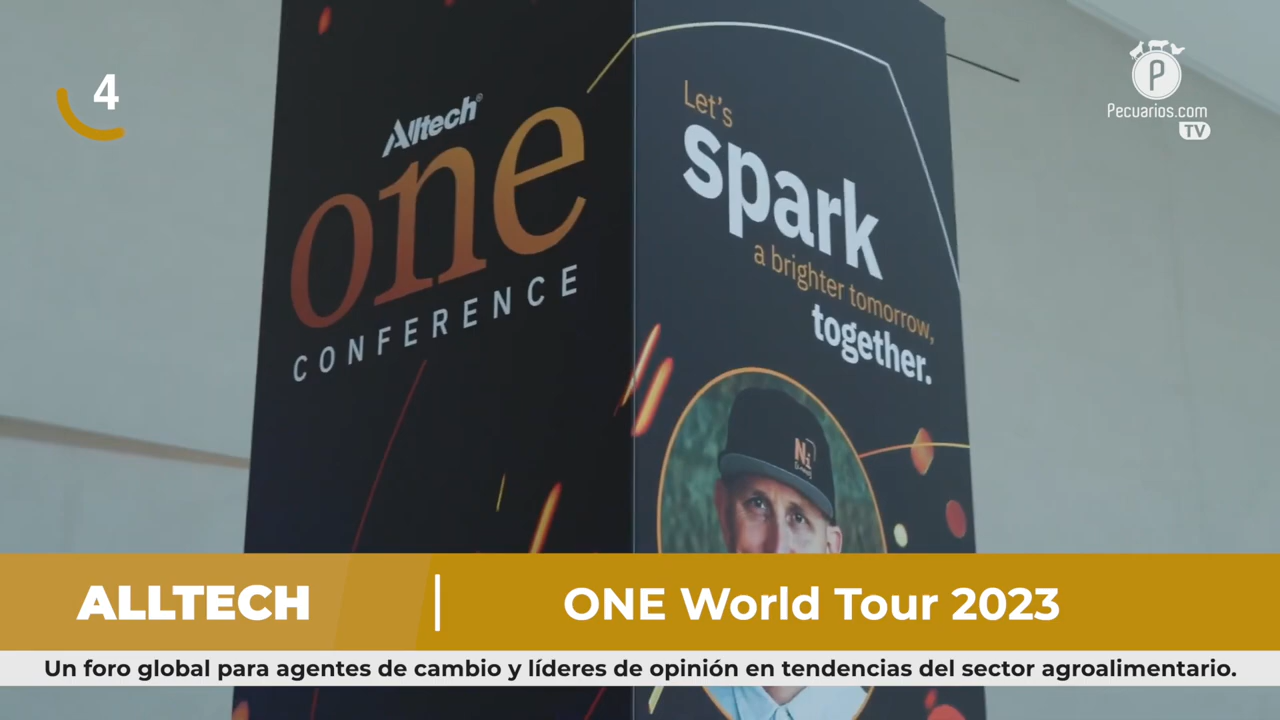 4
Pecuarios.com
TV
Alltech®
one
CONFERENCE
Let's
spark
a brighter tomorrow,
together.
Ni
ALLTECH
ONE World Tour 2023
Un foro global para agentes de cambio y líderes de opinión en tendencias del sector agroalimentario.